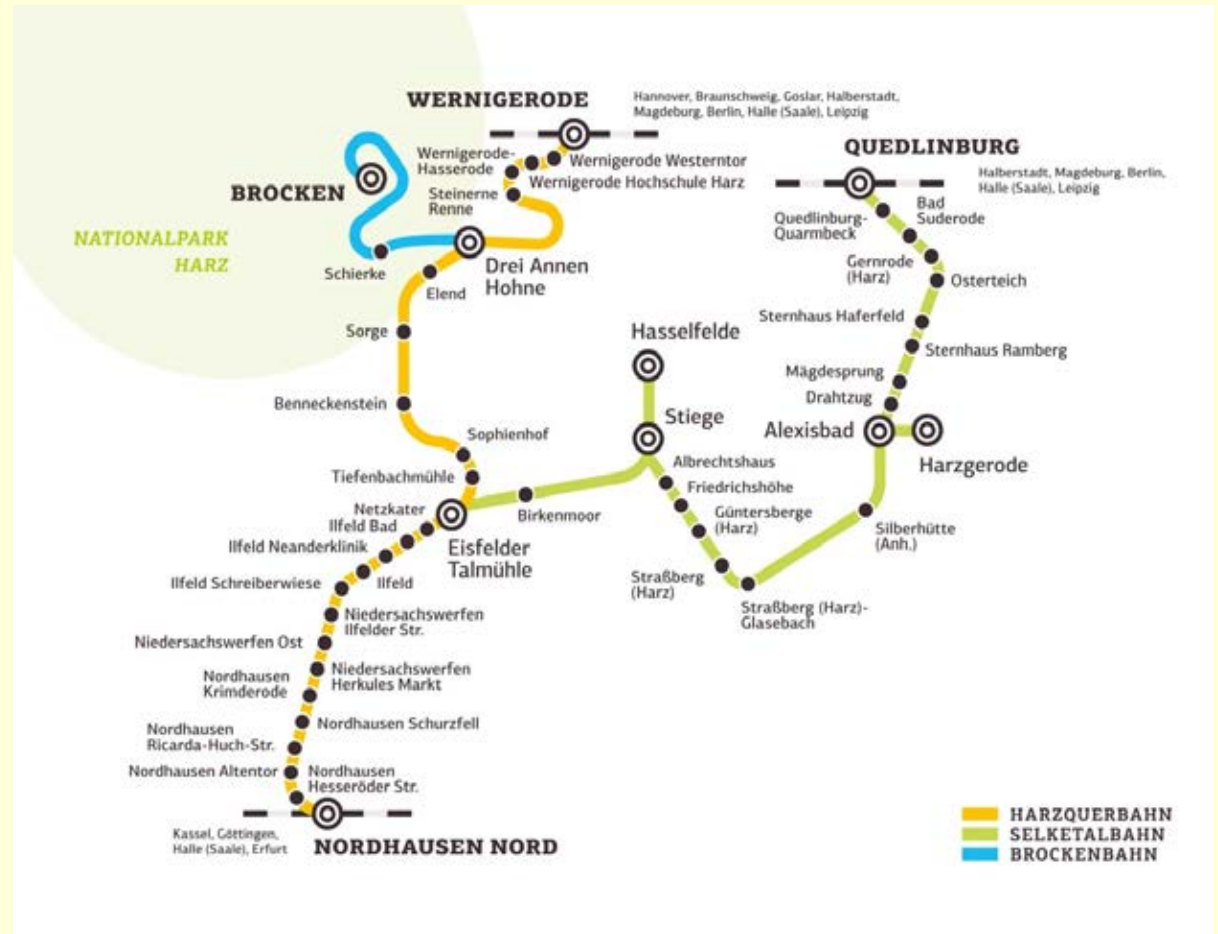 WERNIGERODE
Hannover, Braunschweig, Goslar, Halberstadt,
Magdeburg, Berlin, Halle (Saale), Leipzig
Wernigerode-
Hasserode
Wernigerode Westerntor
Wernigerode Hochschule Harz
Steinerne
Renne
BROCKEN
NATIONALPARK
HARZ
Schierke
Drei Annen
Hohne
Elend
Sorge
Benneckenstein
Sophienhof
Tiefenbachmühle
Netzkater
Ilfeld Bad
Ilfeld Neanderklinik
Eisfelder
Talmühle
Ilfeld
Ilfeld Schreiberwiese
Niedersachswerfen
Ilfelder Str.
Niedersachswerfen Ost
Niedersachswerfen
Herkules Markt
Nordhausen
Krimderode
Nordhausen Schurzfell
Nordhausen
Ricarda-Huch-Str.
Nordhausen Altentor
Nordhausen
Hesseröder Str.
Kassel, Göttingen,
Halle (Saale), Erfurt
NORDHAUSEN NORD
QUEDLINBURG
Halberstadt, Magdeburg, Berlin,
Halle (Saale), Leipzig
Quedlinburg-
Quarmbeck
Bad
Suderode
Gernrode
(Harz)
Osterteich
Sternhaus Haferfeld
Sternhaus Ramberg
Mägdesprung
Drahtzug
Alexisbad
Harzgerode
Hasselfelde
Stiege
Albrechtshaus
Friedrichshöhe
Güntersberge
(Harz)
Birkenmoor
Silberhütte
(Anh.)
Straßberg
(Harz)
Straßberg (Harz)-
Glasebach
HARZQUERBAHN
SELKETALBAHN
BROCKENBAHN